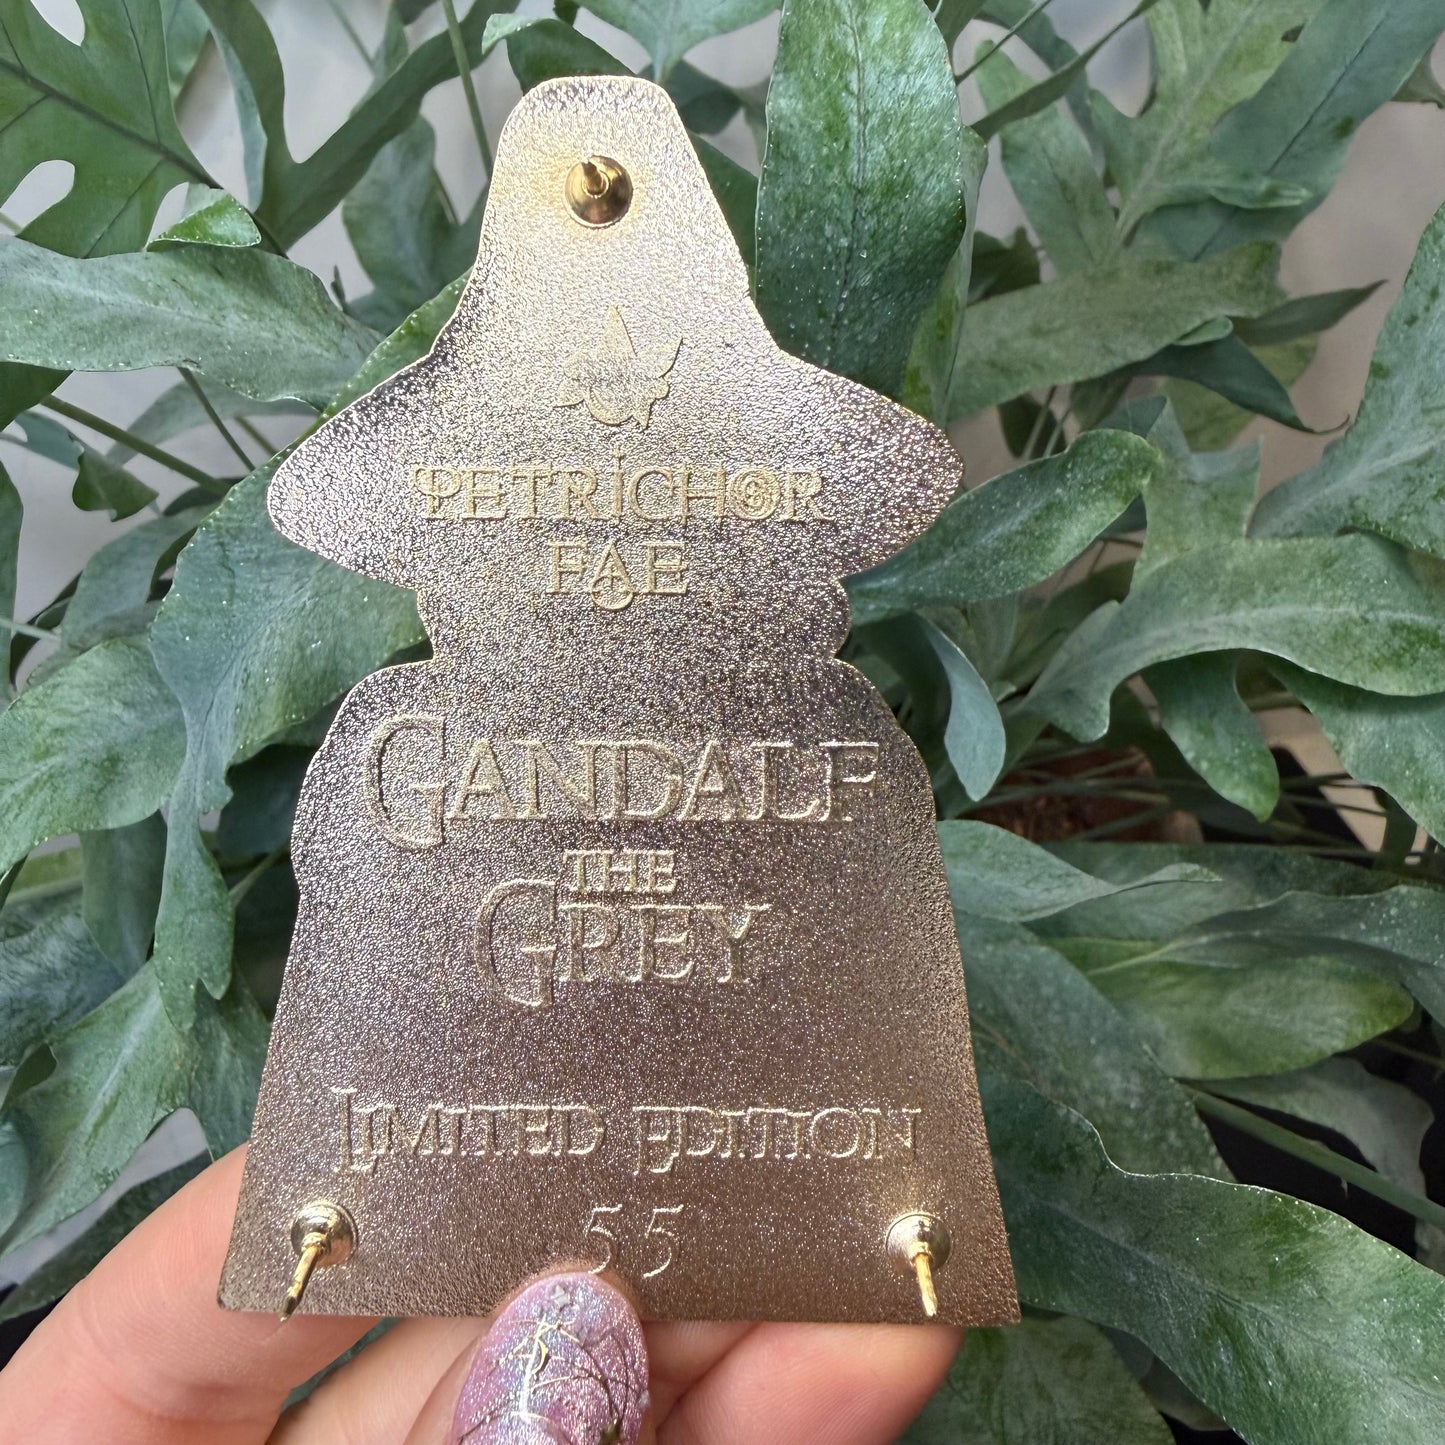 PETRICHOR
FAE
GANDALF
THE
GREY
LIMITED EDITION
55